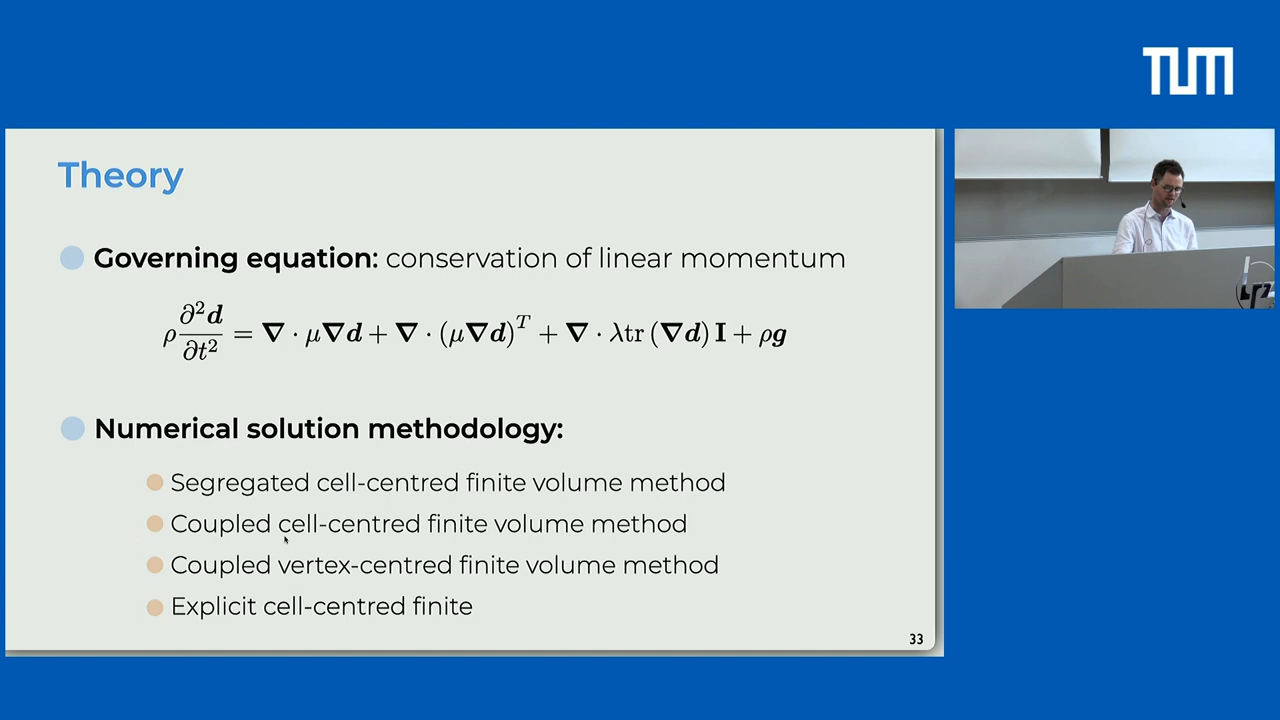 TUM
Theory
Governing equation: conservation of linear momentum
ρ ∂²d/∂t² = ∇ · μ∇d + ∇ · (μ∇d)ᵀ + ∇ · λtr (∇d) I + ρg
Numerical solution methodology:
Segregated cell-centred finite volume method
Coupled cell-centred finite volume method
Coupled vertex-centred finite volume method
Explicit cell-centred finite
33